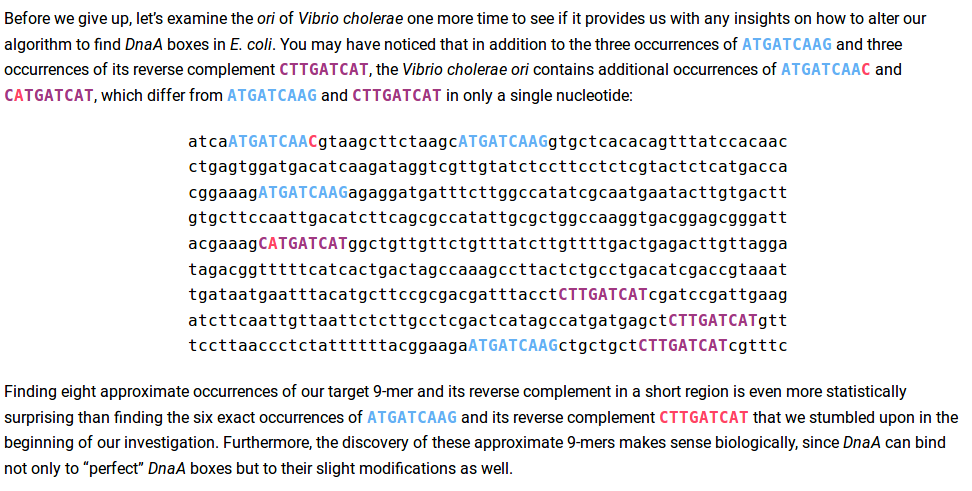 Before we give up, let’s examine the ori of Vibrio cholerae one more time to see if it provides us with any insights on how to alter our
algorithm to find DnaA boxes in E. coli. You may have noticed that in addition to the three occurrences of ATGATCAAG and three
occurrences of its reverse complement CTTGATCAT, the Vibrio cholerae ori contains additional occurrences of ATGATCAAC and
CATGATCAT, which differ from ATGATCAAG and CTTGATCAT in only a single nucleotide:
atcaATGATCAACgtaagcttctaagcATGATCAAGgtgctcacacagtttatccacaac
ctgagtggatgacatcaagataggtcgttgtatctccttcctctcgtactctcatgacca
cggaaagATGATCAAGagaggatgatttcttggccatatcgcaatgaatacttgtgactt
gtgcttccaattgacatcttcagcgccatattgcgctggccaaggtgacggagcgggatt
acgaaagCATGATCATggctgttgttctgtttatcttgttttgactgagacttgttagga
tagacggtttttcatcactgactagccaaagccttactctgcctgacatcgaccgtaaat
tgataatgaatttacatgcttccgcgacgatttacctCTTGATCATcgatccgattgaag
atcttcaattgttaattctcttgcctcgactcatagccatgatgagctCTTGATCATgtt
tccttaaccctctattttttacggaagaATGATCAAGctgctgctCTTGATCATcgtttc
Finding eight approximate occurrences of our target 9-mer and its reverse complement in a short region is even more statistically
surprising than finding the six exact occurrences of ATGATCAAG and its reverse complement CTTGATCAT that we stumbled upon in the
beginning of our investigation. Furthermore, the discovery of these approximate 9-mers makes sense biologically, since DnaA can bind
not only to “perfect” DnaA boxes but to their slight modifications as well.